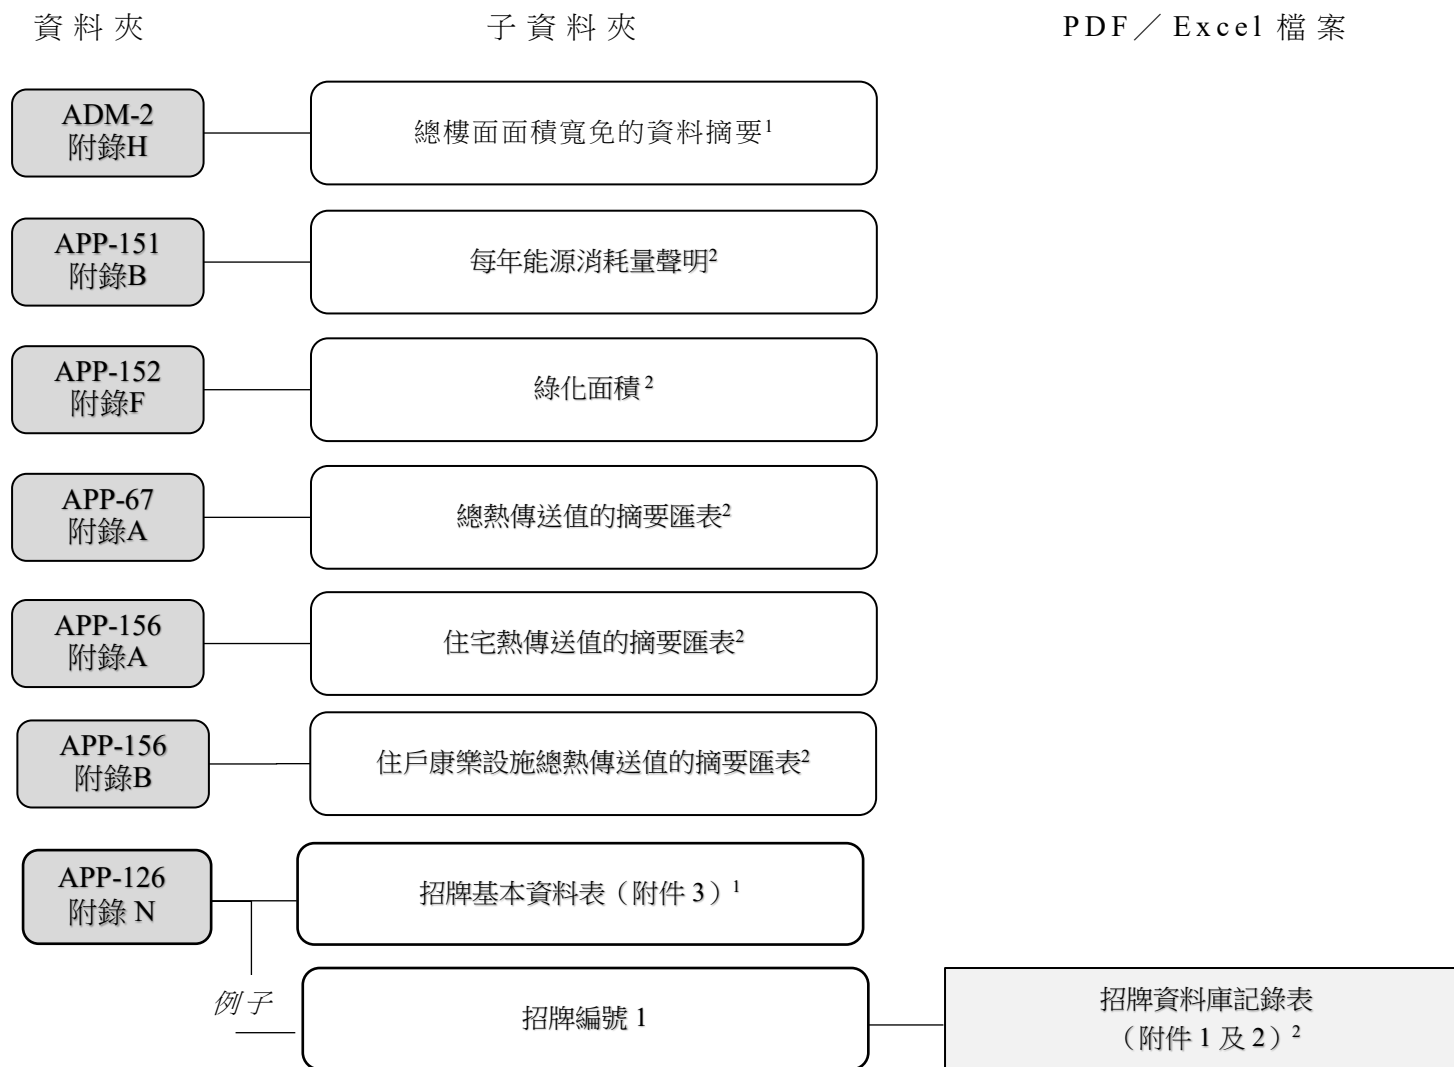 資料夾 子資料夾 PDF／Excel 檔案
ADM-2
附錄H
總樓面面積寬免的資料摘要¹
APP-151
附錄B
每年能源消耗量聲明²
APP-152
附錄F
綠化面積²
APP-67
附錄A
總熱傳送值的摘要匯表²
APP-156
附錄A
住宅熱傳送值的摘要匯表²
APP-156
附錄B
住戶康樂設施總熱傳送值的摘要匯表²
APP-126
附錄 N
招牌基本資料表（附件 3）¹
例子
招牌編號 1
招牌資料庫記錄表
（附件 1 及 2）²